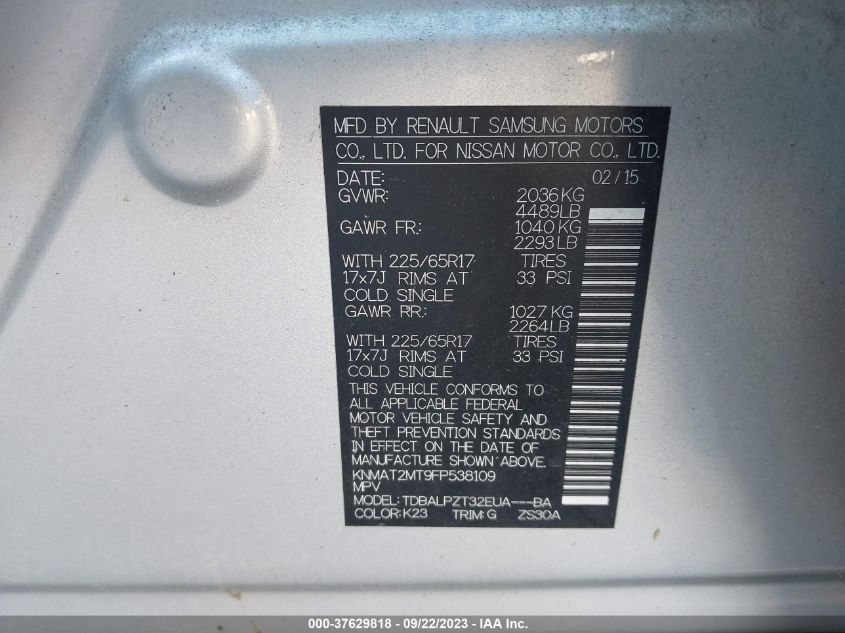 MFD BY RENAULT SAMSUNG MOTORS
CO., LTD. FOR NISSAN MOTOR CO., LTD.
DATE: 02/15
GVWR: 2036KG
4489LB
GAWR FR.: 1040KG
2293LB
WITH 225/65R17 TIRES
17x7J RIMS AT 33 PSI
COLD SINGLE
GAWR RR.: 1027KG
2264LB
WITH 225/65R17 TIRES
17x7J RIMS AT 33 PSI
COLD SINGLE
THIS VEHICLE CONFORMS TO
ALL APPLICABLE FEDERAL
MOTOR VEHICLE SAFETY AND
THEFT PREVENTION STANDARDS
IN EFFECT ON THE DATE OF
MANUFACTURE SHOWN ABOVE.
KNMAT2MT9FP538109
MPV
MODEL: TDBALPZT32EUA---BA
COLOR: K23 TRIM: G ZS30A
000-37629818 - 09/22/2023 - IAA Inc.